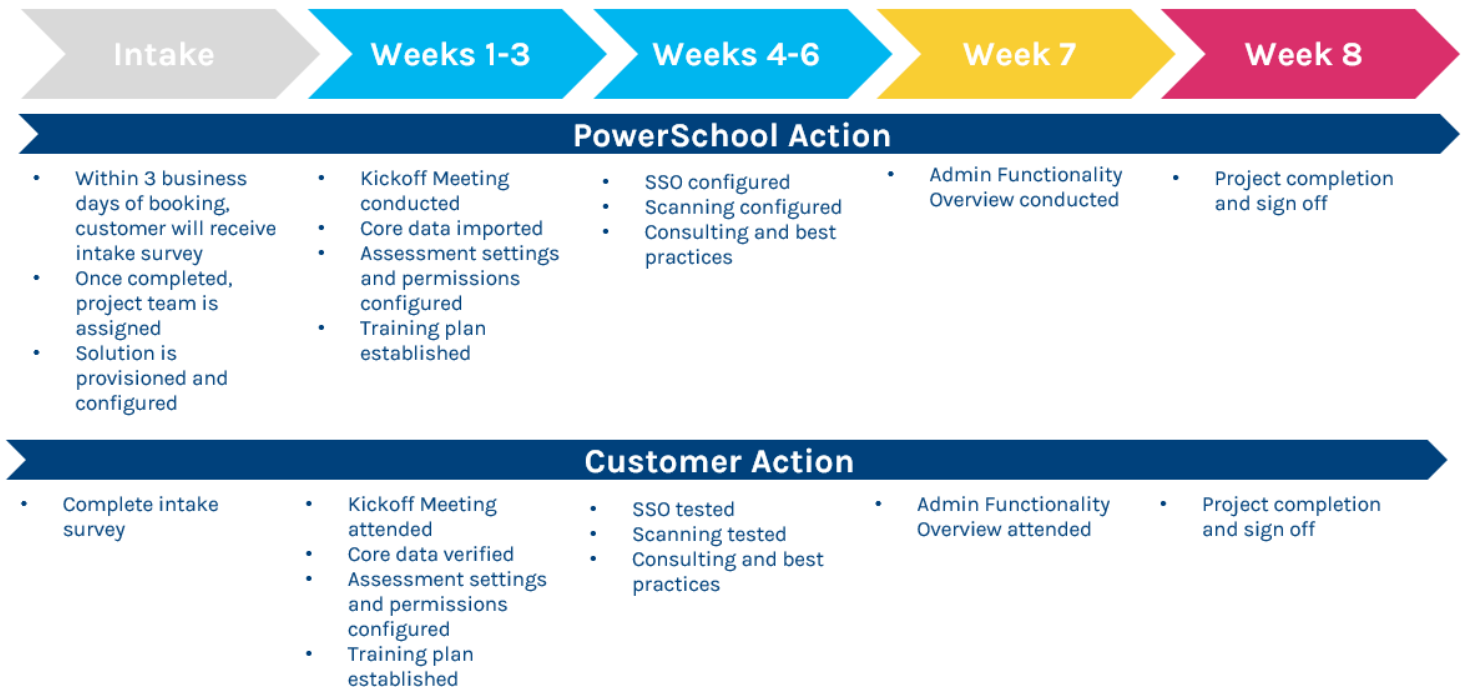 Intake
Weeks 1-3
Weeks 4-6
Week 7
Week 8
PowerSchool Action
• Within 3 business
days of booking,
customer will receive
intake survey
• Once completed,
project team is
assigned
• Solution is
provisioned and
configured
• Kickoff Meeting
conducted
• Core data imported
• Assessment settings
and permissions
configured
• Training plan
established
• SSO configured
• Scanning configured
• Consulting and best
practices
• Admin Functionality
Overview conducted
• Project completion
and sign off
Customer Action
• Complete intake
survey
• Kickoff Meeting
attended
• Core data verified
• Assessment settings
and permissions
configured
• Training plan
established
• SSO tested
• Scanning tested
• Consulting and best
practices
• Admin Functionality
Overview attended
• Project completion
and sign off